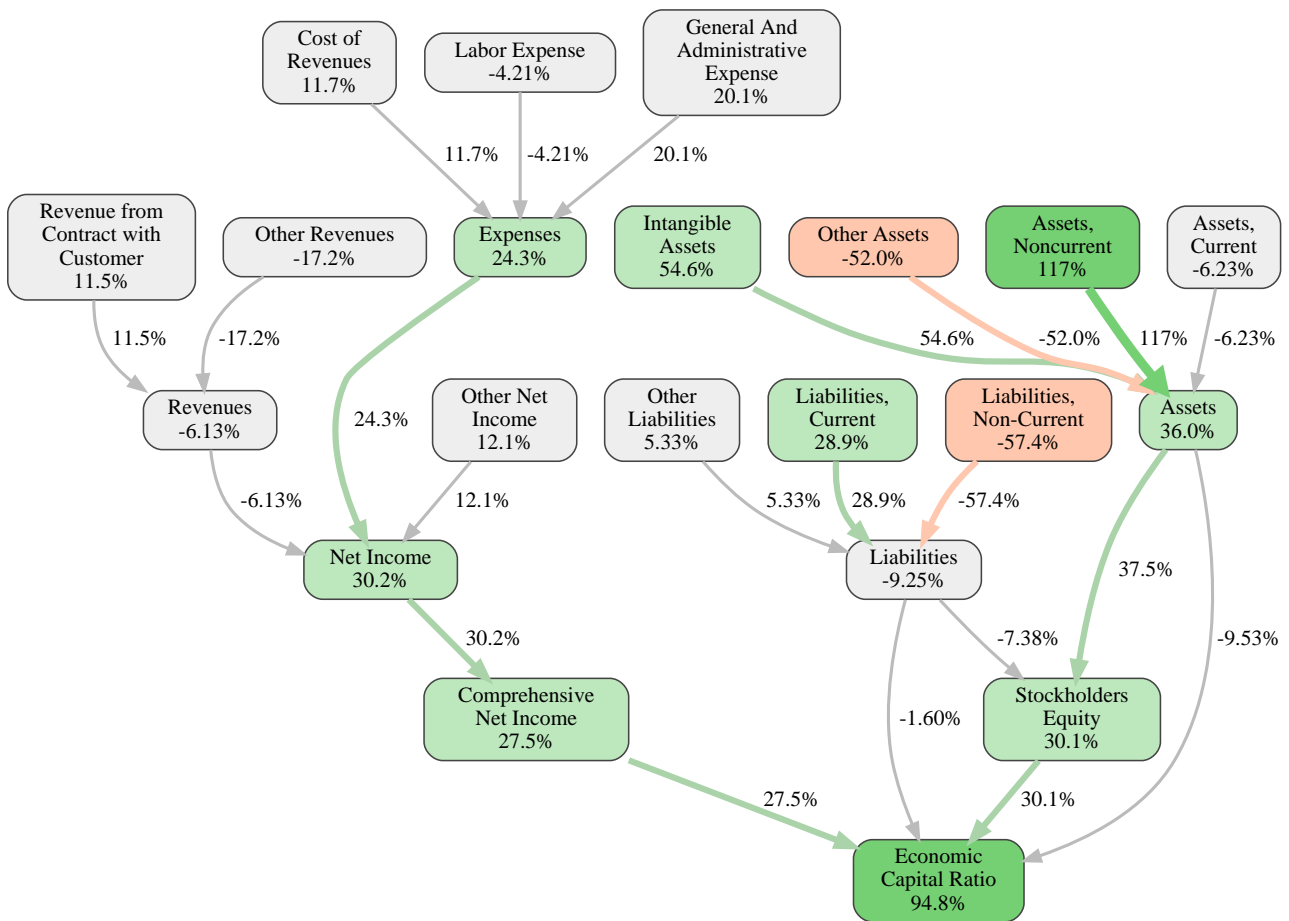 Cost of
Revenues
11.7%
Labor Expense
-4.21%
General And
Administrative
Expense
20.1%
11.7%
-4.21%
20.1%
Revenue from
Contract with
Customer
11.5%
Other Revenues
-17.2%
Expenses
24.3%
Intangible
Assets
54.6%
Other Assets
-52.0%
Assets,
Noncurrent
117%
Assets,
Current
-6.23%
11.5%
-17.2%
54.6%
-52.0%
117%
-6.23%
Revenues
-6.13%
24.3%
Other Net
Income
12.1%
Other
Liabilities
5.33%
Liabilities,
Current
28.9%
Liabilities,
Non-Current
-57.4%
Assets
36.0%
-6.13%
12.1%
5.33%
28.9%
-57.4%
Net Income
30.2%
Liabilities
-9.25%
37.5%
30.2%
-7.38%
-9.53%
Comprehensive
Net Income
27.5%
-1.60%
Stockholders
Equity
30.1%
27.5%
30.1%
Economic
Capital Ratio
94.8%